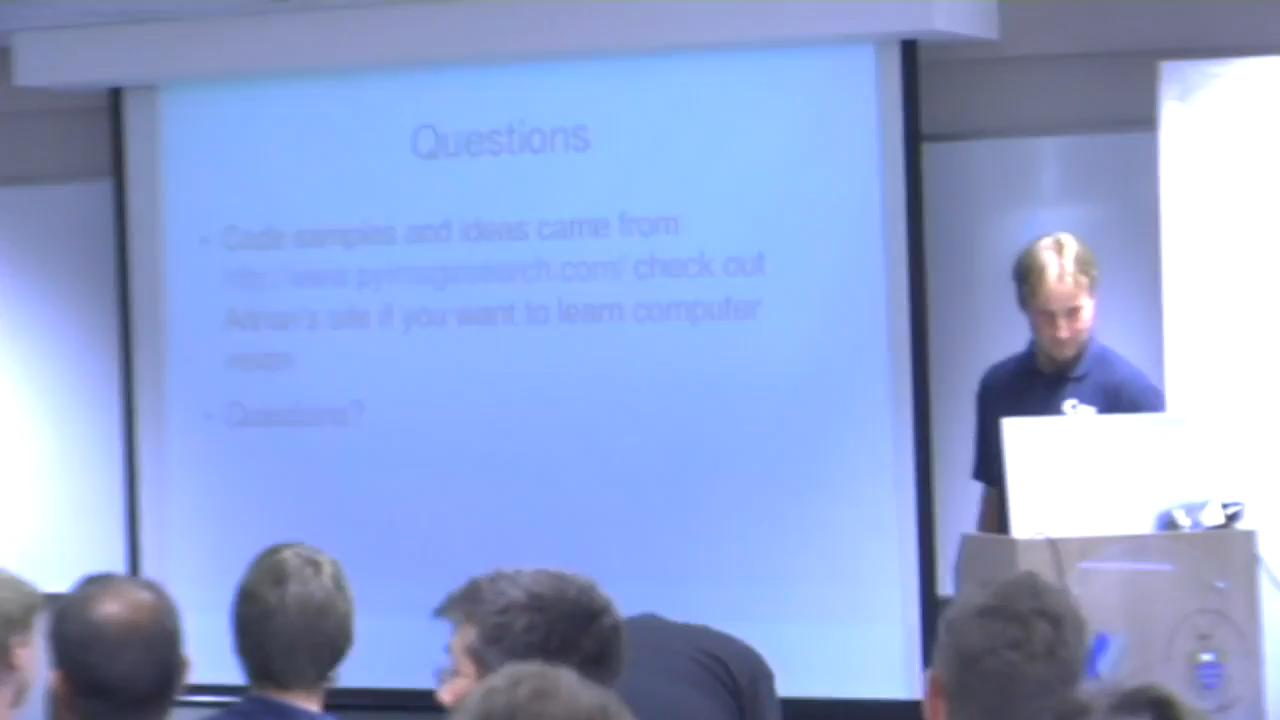 Questions
• Code samples and ideas came from
http://www.pyimagesearch.com/ check out
Adrian's site if you want to learn computer
vision
• Questions?